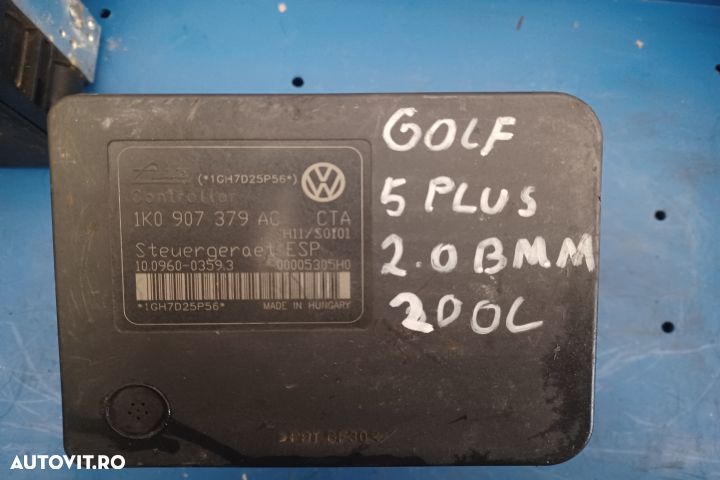 (*1GH7D25P56*)
Controller
1K0 907 379 AC CTA
H11/S0101
Steuergeraet ESP
10.0960-0359.3 00005305H0
*1GH7D25P56* MADE IN HUNGARY
GOLF
5 PLUS
2.0 BMM
200L
AUTOVIT.RO